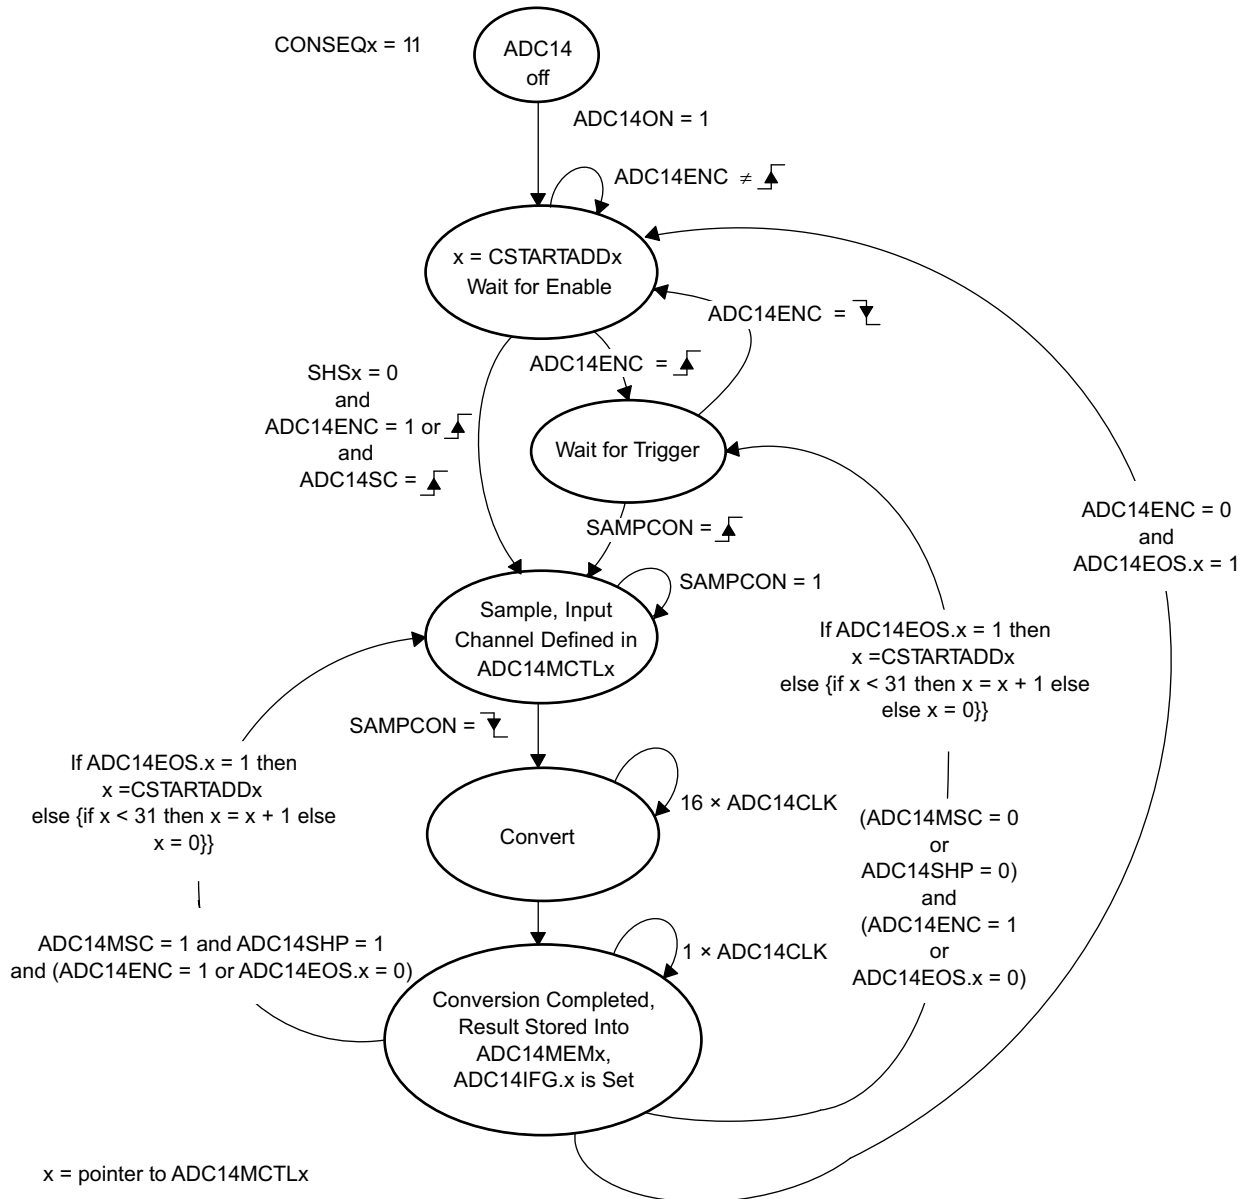 CONSEQx = 11
ADC14
off
ADC14ON = 1
ADC14ENC ≠
x = CSTARTADDx
Wait for Enable
ADC14ENC =
ADC14ENC =
SHSx = 0
and
ADC14ENC = 1 or
and
ADC14SC =
Wait for Trigger
SAMPCON =
ADC14ENC = 0
and
ADC14EOS.x = 1
SAMPCON = 1
Sample, Input
Channel Defined in
ADC14MCTLx
If ADC14EOS.x = 1 then
x =CSTARTADDx
else {if x < 31 then x = x + 1 else
else x = 0}}
SAMPCON =
If ADC14EOS.x = 1 then
x =CSTARTADDx
else {if x < 31 then x = x + 1 else
x = 0}}
16 × ADC14CLK
Convert
(ADC14MSC = 0
or
ADC14SHP = 0)
and
(ADC14ENC = 1
or
ADC14EOS.x = 0)
ADC14MSC = 1 and ADC14SHP = 1
and (ADC14ENC = 1 or ADC14EOS.x = 0)
1 × ADC14CLK
Conversion Completed,
Result Stored Into
ADC14MEMx,
ADC14IFG.x is Set
x = pointer to ADC14MCTLx